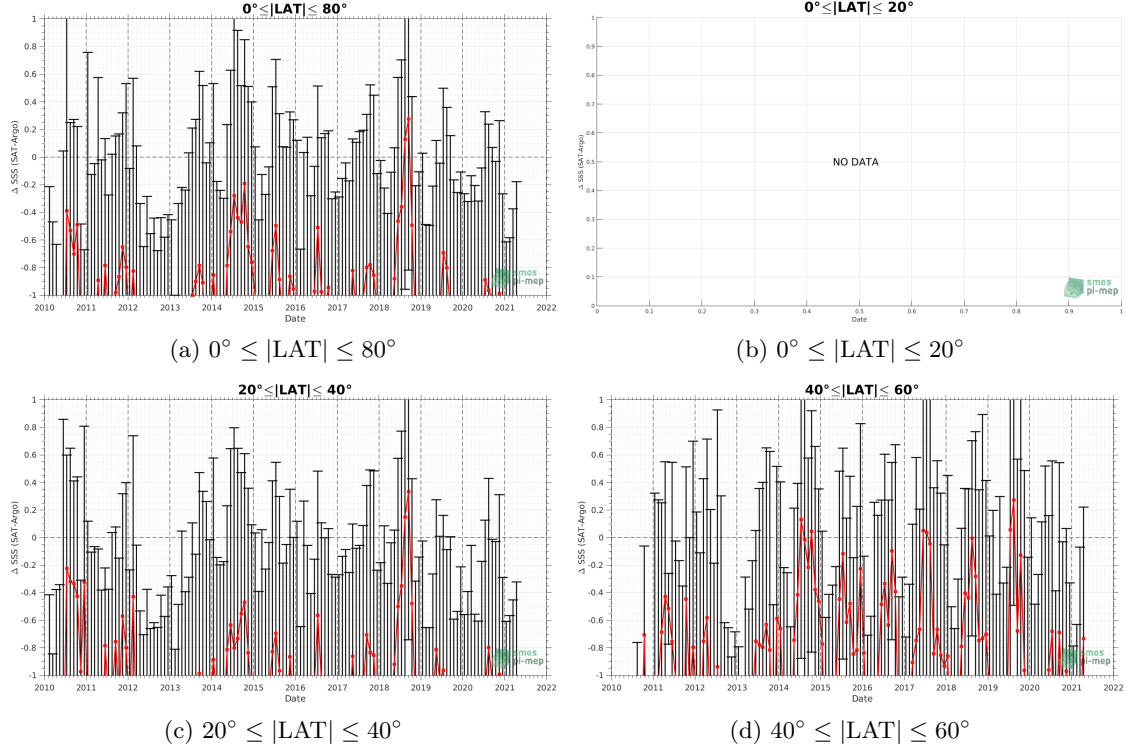 0°≤|LAT|≤ 80°
1
0.8
0.6
0.4
0.2
0
-0.2
-0.4
-0.6
-0.8
-1
Δ SSS (SAT-Argo)
2010 2011 2012 2013 2014 2015 2016 2017 2018 2019 2020 2021 2022
Date
smos
pi-mep
(a) 0° ≤ |LAT| ≤ 80°
0°≤|LAT|≤ 20°
1
0.9
0.8
0.7
0.6
0.5
0.4
0.3
0.2
0.1
0
Δ SSS (SAT-Argo)
NO DATA
0 0.1 0.2 0.3 0.4 0.5 0.6 0.7 0.8 0.9 1
Date
smos
pi-mep
(b) 0° ≤ |LAT| ≤ 20°
20°≤|LAT|≤ 40°
1
0.8
0.6
0.4
0.2
0
-0.2
-0.4
-0.6
-0.8
-1
Δ SSS (SAT-Argo)
2010 2011 2012 2013 2014 2015 2016 2017 2018 2019 2020 2021 2022
Date
smos
pi-mep
(c) 20° ≤ |LAT| ≤ 40°
40°≤|LAT|≤ 60°
1
0.8
0.6
0.4
0.2
0
-0.2
-0.4
-0.6
-0.8
-1
Δ SSS (SAT-Argo)
2010 2011 2012 2013 2014 2015 2016 2017 2018 2019 2020 2021 2022
Date
smos
pi-mep
(d) 40° ≤ |LAT| ≤ 60°